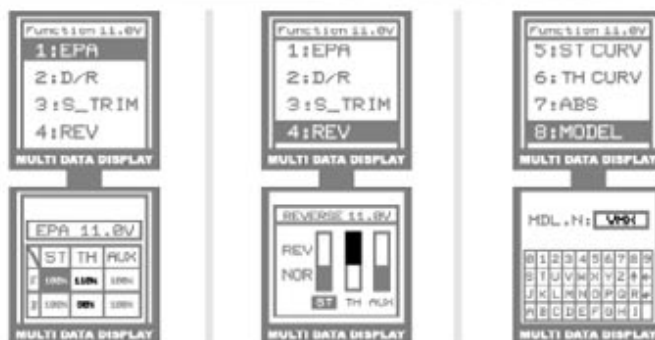 Function 11.0V
1:EPA
2:D/R
3:S_TRIM
4:REV
MULTI DATA DISPLAY
EPA 11.0V
ST TH AUX
100% 110% 100%
100% 90% 100%
MULTI DATA DISPLAY
Function 11.0V
1:EPA
2:D/R
3:S_TRIM
4:REV
MULTI DATA DISPLAY
REVERSE 11.0V
REV
NOR
ST TH AUX
MULTI DATA DISPLAY
Function 11.0V
5:ST CURV
6:TH CURV
7:ABS
8:MODEL
MULTI DATA DISPLAY
MDL.N: VMX
0 1 2 3 4 5 6 7 8 9
S T U V W X Y Z
J K L M N O P Q R
A B C D E F G H I
MULTI DATA DISPLAY